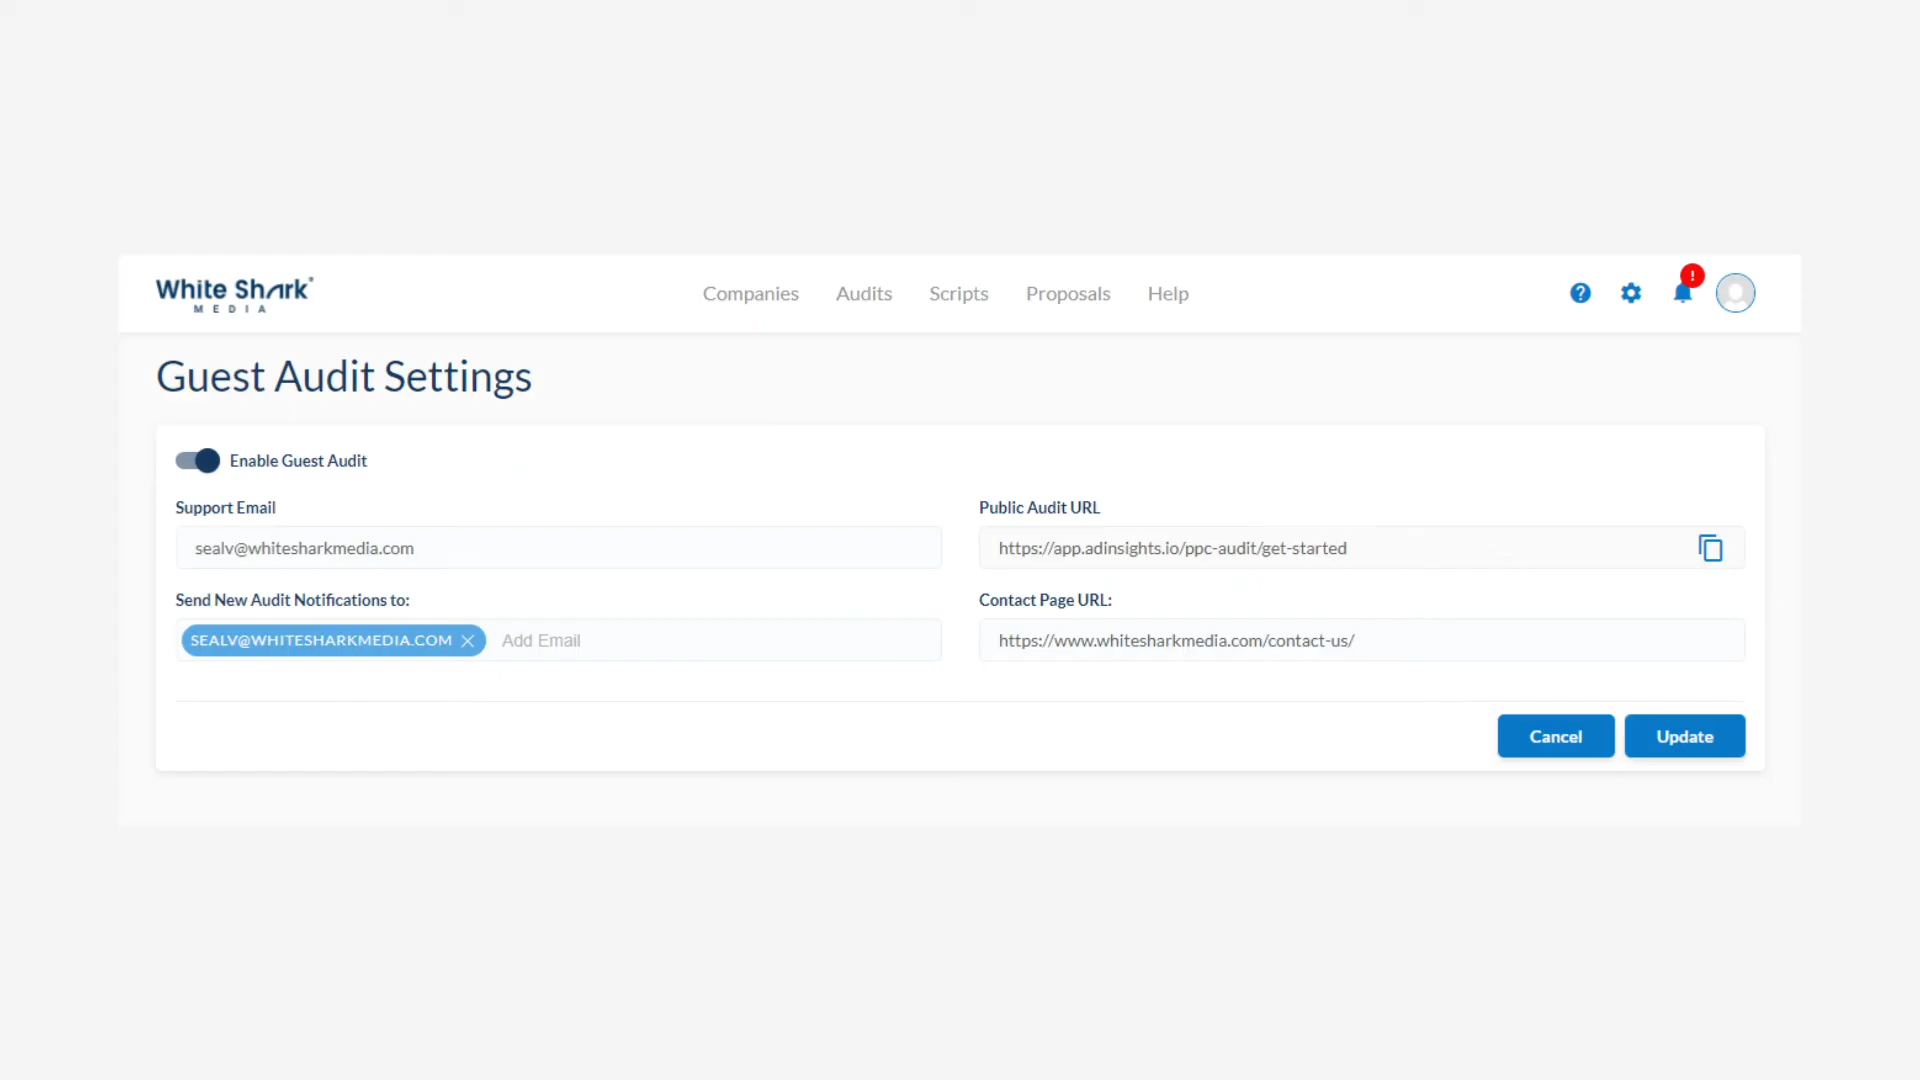 White Shark®
MEDIA
Companies
Audits
Scripts
Proposals
Help
?
!
Guest Audit Settings
Enable Guest Audit
Support Email
sealv@whitesharkmedia.com
Public Audit URL
https://app.adinsights.io/ppc-audit/get-started
Send New Audit Notifications to:
SEALV@WHITESHARKMEDIA.COM
Add Email
Contact Page URL:
https://www.whitesharkmedia.com/contact-us/
Cancel
Update